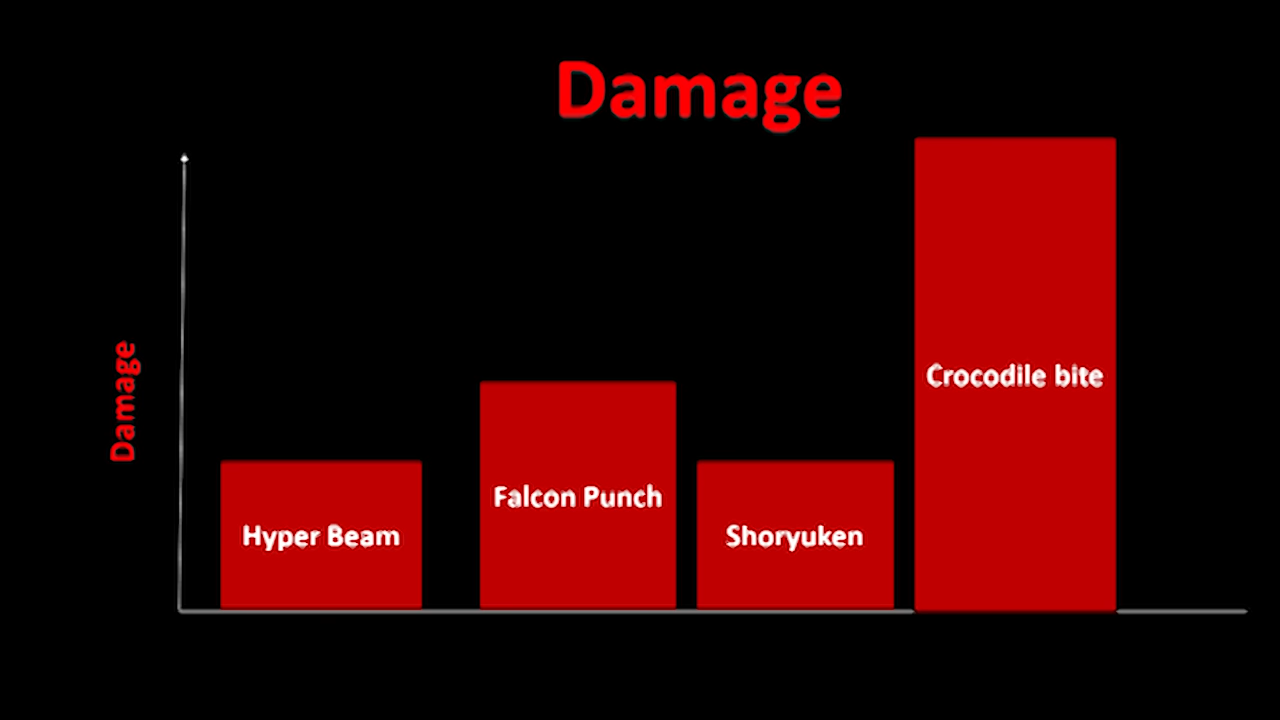 Damage
Damage
Hyper Beam
Falcon Punch
Shoryuken
Crocodile bite